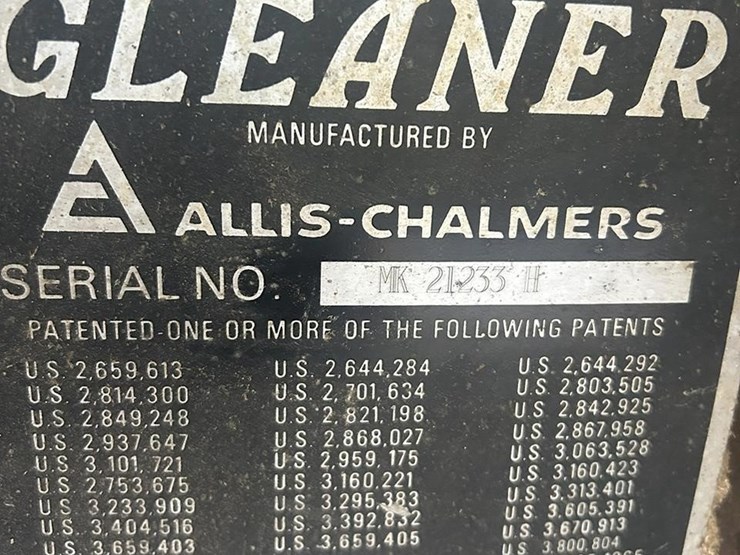 GLEANER
MANUFACTURED BY
ALLIS-CHALMERS
SERIAL NO. MK 21233 H
PATENTED-ONE OR MORE OF THE FOLLOWING PATENTS
U.S. 2,659,613 U.S. 2,644,284 U.S. 2,644,292
U.S. 2,814,300 U.S. 2,701,634 U.S. 2,803,505
U.S. 2,849,248 U.S. 2,821,198 U.S. 2,842,925
U.S. 2,937,647 U.S. 2,868,027 U.S. 2,867,958
U.S. 3,101,721 U.S. 2,959,175 U.S. 3,063,528
U.S. 2,753,675 U.S. 3,160,221 U.S. 3,160,423
U.S. 3,233,909 U.S. 3,295,383 U.S. 3,313,401
U.S. 3,404,516 U.S. 3,392,832 U.S. 3,605,391
U.S. 3,659,403 U.S. 3,659,405 U.S. 3,670,913
U.S. 3,800,804